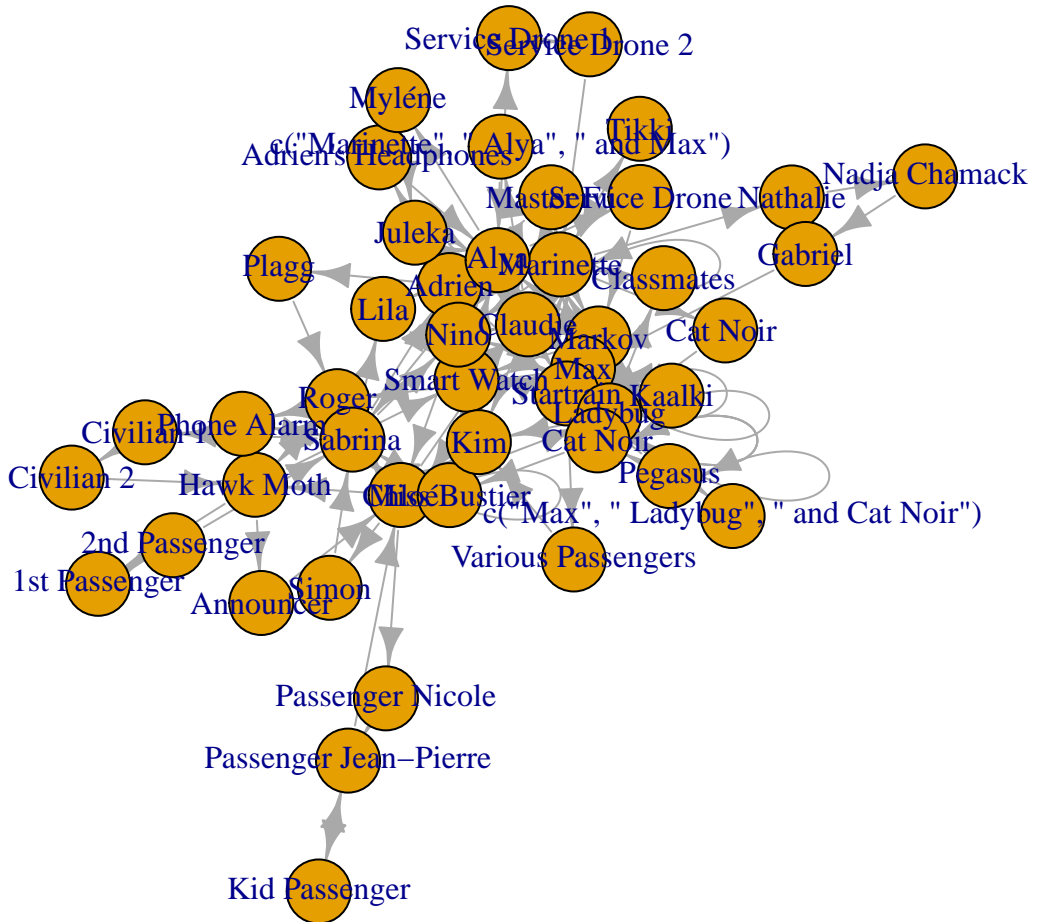 Service Drone 1
Service Drone 2
Myléne
Tikki
c("Marinette", " Alya", " and Max")
Adrien's Headphones
Nadja Chamack
Master Fu
Service Drone
Nathalie
Juleka
Gabriel
Plagg
Alya
Marinette
Classmates
Adrien
Lila
Nino
Claudie
Markov
Cat Noir
Max
Smart Watch
Startrain
Kaalki
Roger
Ladybug
Phone Alarm
Civilian 1
Sabrina
Kim
Cat Noir
Civilian 2
Hawk Moth
Pegasus
Chloé
Miss Bustier
c("Max", " Ladybug", " and Cat Noir")
2nd Passenger
Various Passengers
1st Passenger
Simon
Announcer
Passenger Nicole
Passenger Jean−Pierre
Kid Passenger